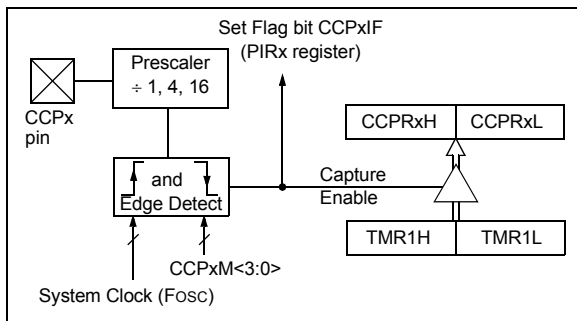 Set Flag bit CCPxIF
(PIRx register)
Prescaler
÷ 1, 4, 16
CCPx
pin
CCPRxH CCPRxL
and
Edge Detect
Capture
Enable
TMR1H TMR1L
CCPxM<3:0>
System Clock (FOSC)